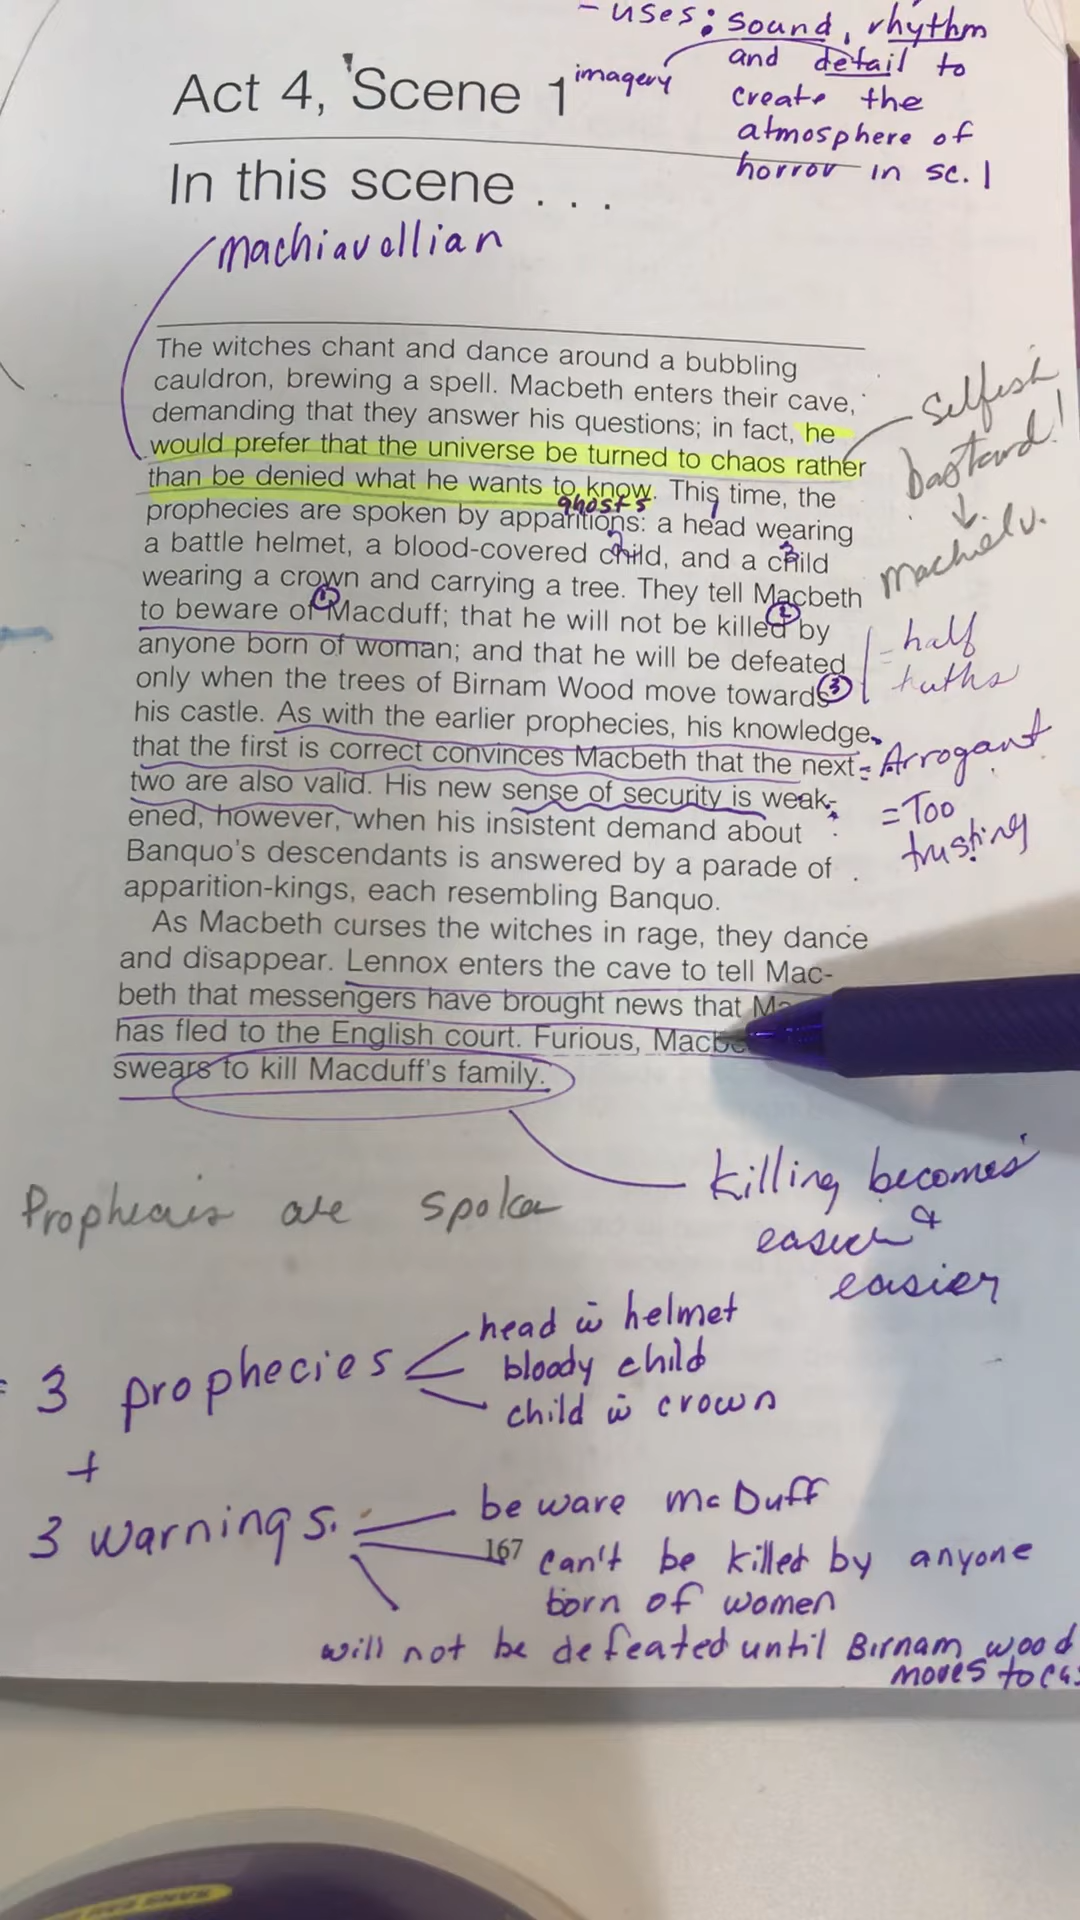 - uses: sound, rhythm
and detail to
create the
atmosphere of
horror in sc. 1
imagery
Act 4, Scene 1
In this scene . . .
machiavellian
The witches chant and dance around a bubbling
cauldron, brewing a spell. Macbeth enters their cave,
demanding that they answer his questions; in fact, he
would prefer that the universe be turned to chaos rather
than be denied what he wants to know. This time, the
ghosts
prophecies are spoken by apparitions: a head wearing
a battle helmet, a blood-covered child, and a child
wearing a crown and carrying a tree. They tell Macbeth
to beware of Macduff; that he will not be killed by
anyone born of woman; and that he will be defeated
only when the trees of Birnam Wood move towards
his castle. As with the earlier prophecies, his knowledge
that the first is correct convinces Macbeth that the next
two are also valid. His new sense of security is weak-
ened, however, when his insistent demand about
Banquo's descendants is answered by a parade of
apparition-kings, each resembling Banquo.
As Macbeth curses the witches in rage, they dance
and disappear. Lennox enters the cave to tell Mac-
beth that messengers have brought news that
has fled to the English court. Furious,
swears to kill Macduff's family.
Selfish
bastard!
↓
machielv.
1
2
3
1
2
3
= half
truths
= Arrogant
= Too
trusting
killing becomes
easier &
easier
Prophecies are spoken
= 3 prophecies
head w helmet
bloody child
child w crown
+
3 warnings.
beware mcDuff
can't be killed by anyone
born of women
will not be defeated until Birnam wood
moves to cas
167